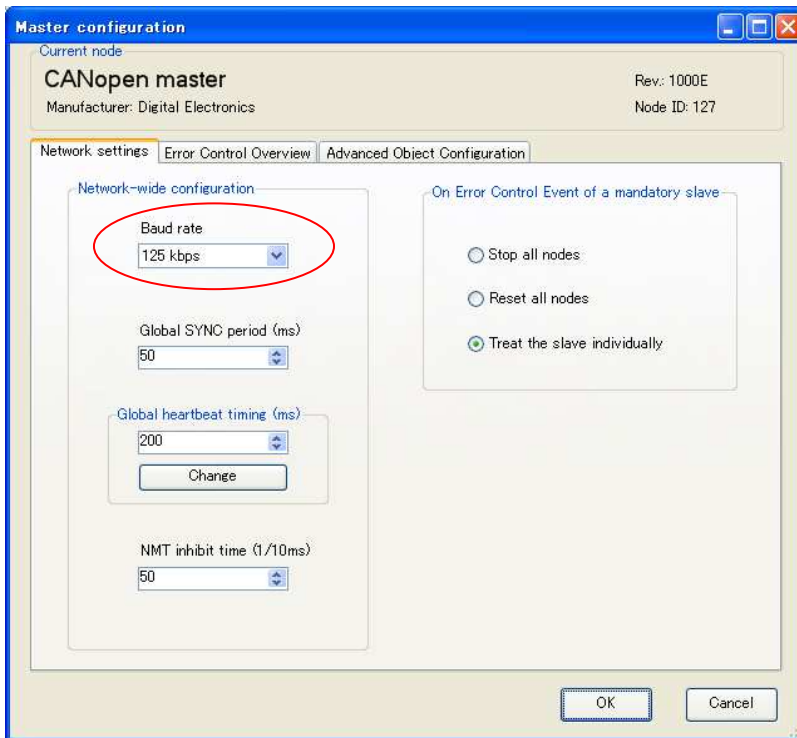 Master configuration
Current node
CANopen master
Rev.: 1000E
Manufacturer: Digital Electronics
Node ID: 127
Network settings
Error Control Overview
Advanced Object Configuration
Network-wide configuration
Baud rate
125 kbps
Global SYNC period (ms)
50
Global heartbeat timing (ms)
200
Change
NMT inhibit time (1/10ms)
50
On Error Control Event of a mandatory slave
Stop all nodes
Reset all nodes
Treat the slave individually
OK
Cancel